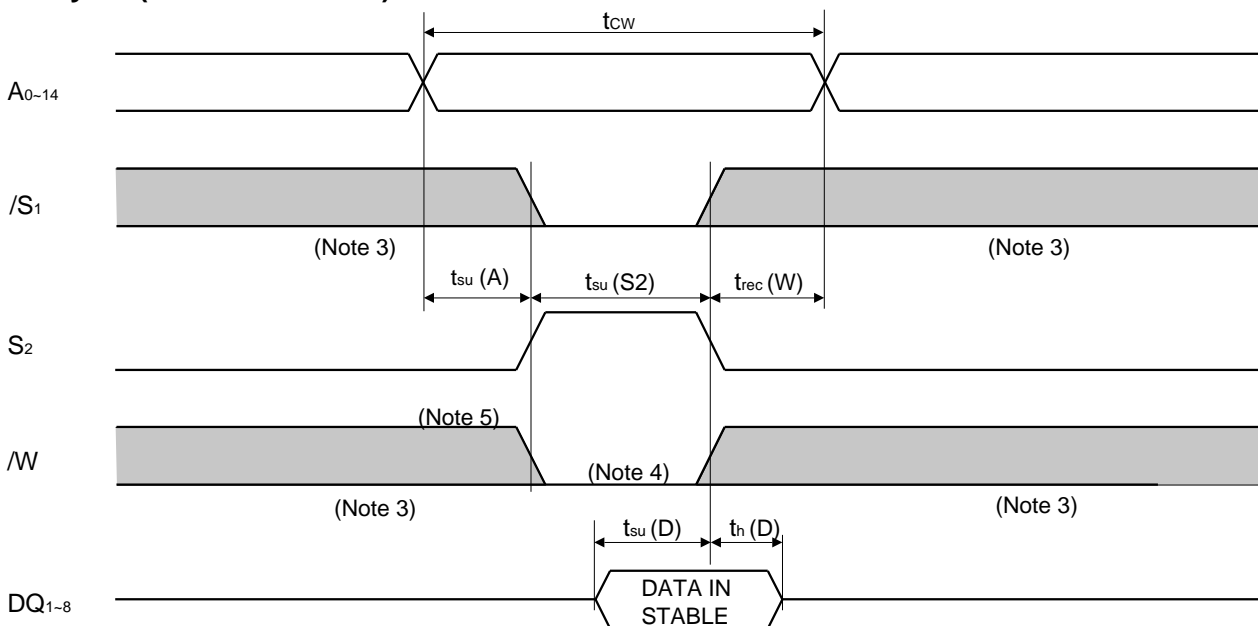 tCW
A0~14
/S1
(Note 3)
(Note 3)
tsu (A)
tsu (S2)
trec (W)
S2
(Note 5)
/W
(Note 4)
(Note 3)
(Note 3)
tsu (D)
th (D)
DQ1~8
DATA IN
STABLE